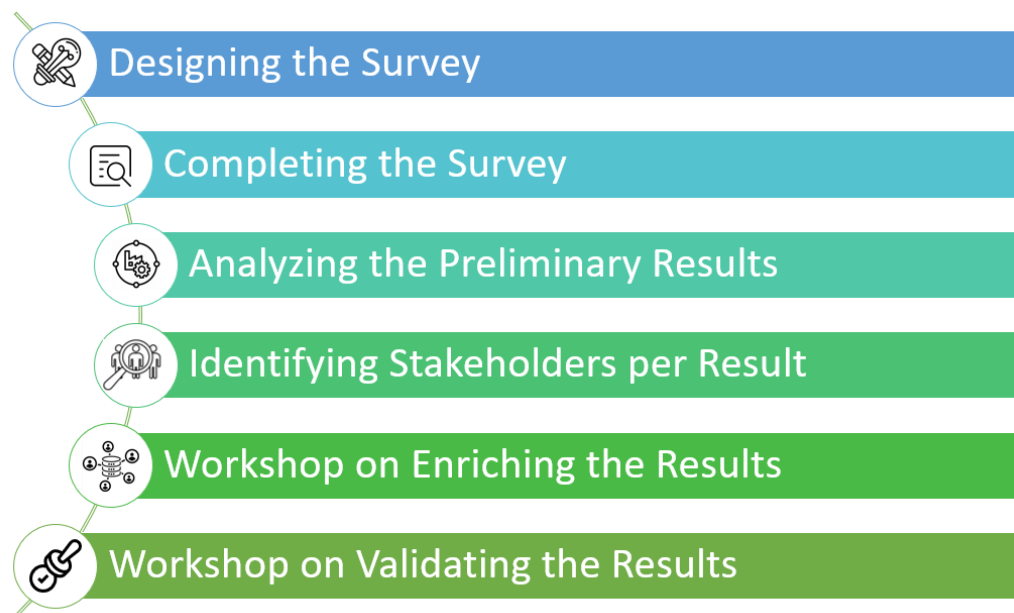 Designing the Survey
Completing the Survey
Analyzing the Preliminary Results
Identifying Stakeholders per Result
Workshop on Enriching the Results
Workshop on Validating the Results